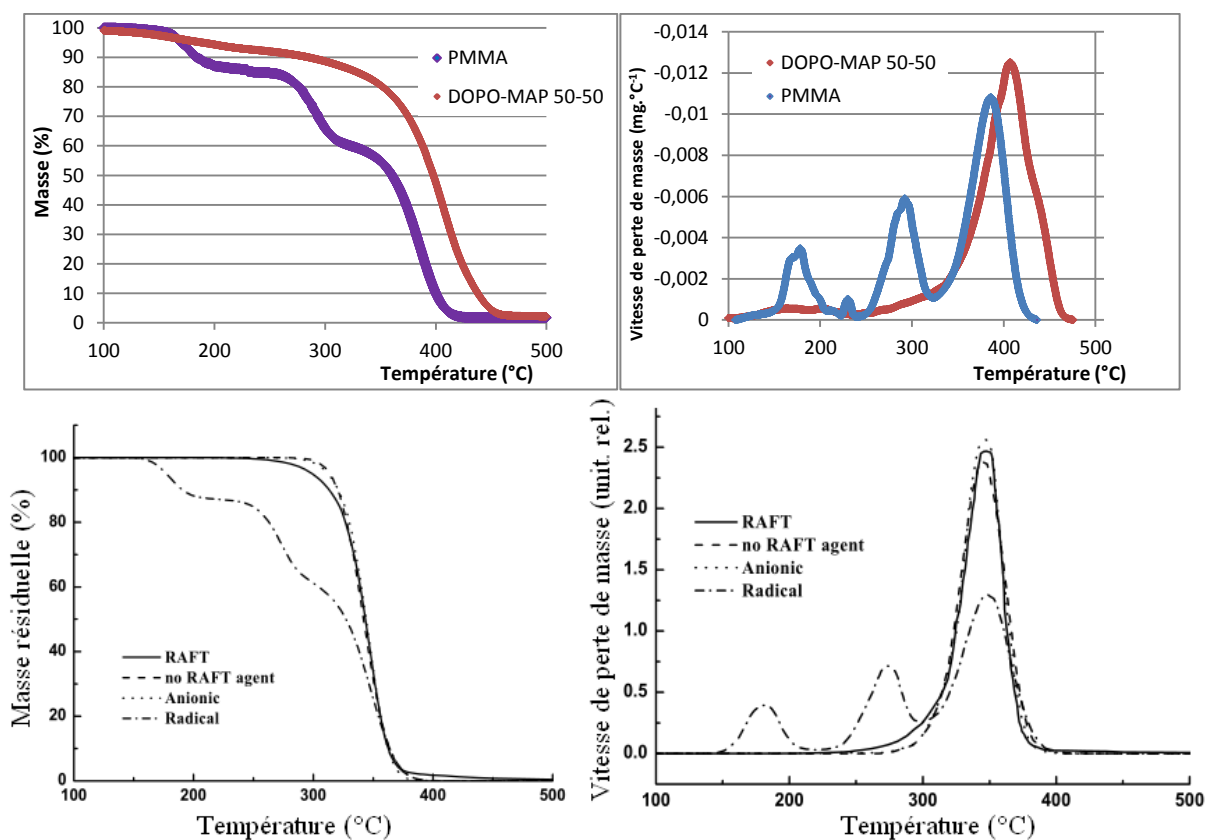 100
90
80
70
60
50
40
30
20
10
0
Masse (%)
PMMA
DOPO-MAP 50-50
100 200 300 400 500
Température (°C)
-0,014
-0,012
-0,01
-0,008
-0,006
-0,004
-0,002
0
Vitesse de perte de masse (mg.°C⁻¹)
DOPO-MAP 50-50
PMMA
100 200 300 400 500
Température (°C)
100
80
60
40
20
0
Masse résiduelle (%)
RAFT
no RAFT agent
Anionic
Radical
100 200 300 400 500
Température (°C)
2.5
2.0
1.5
1.0
0.5
0.0
Vitesse de perte de masse (unit. rel.)
RAFT
no RAFT agent
Anionic
Radical
100 200 300 400 500
Température (°C)